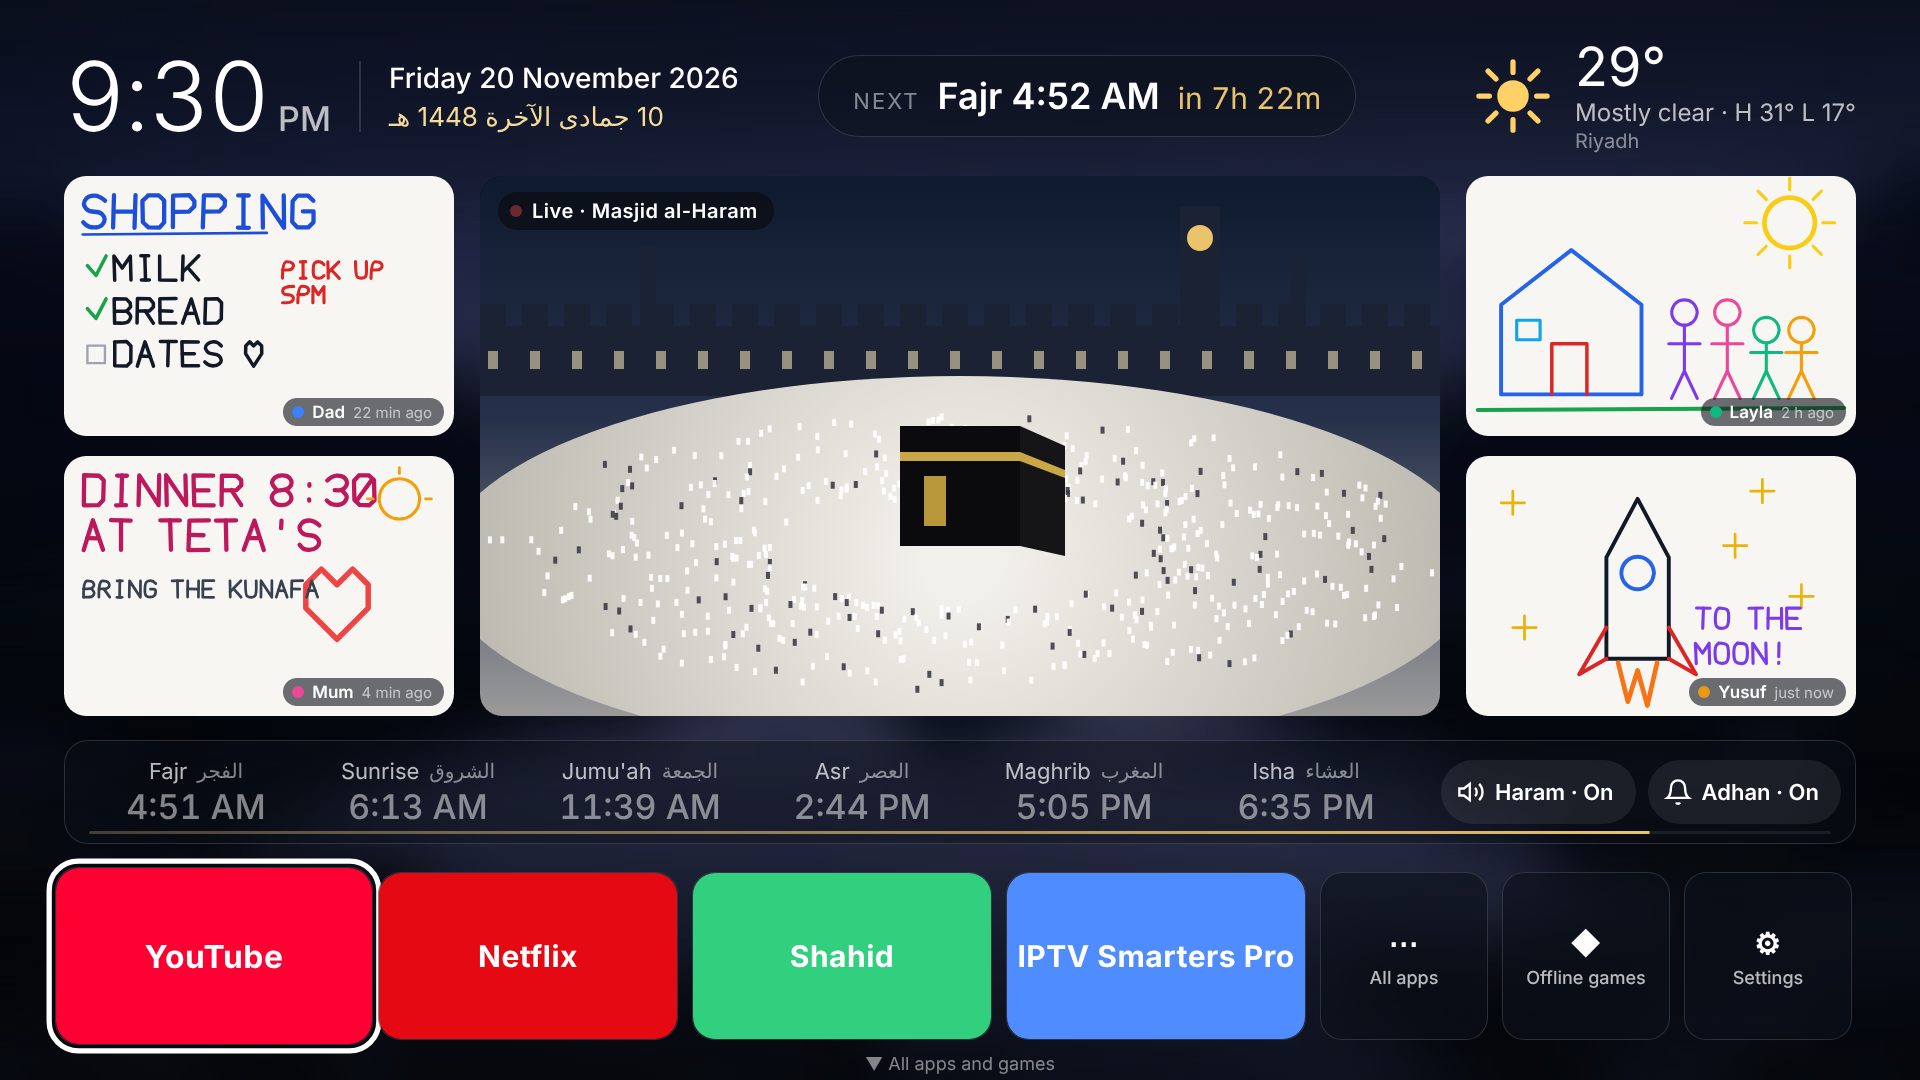 9:30 PM
Friday 20 November 2026
10 جمادى الآخرة 1448 هـ
NEXT Fajr 4:52 AM in 7h 22m
29°
Mostly clear · H 31° L 17°
Riyadh
SHOPPING
MILK
BREAD
DATES
PICK UP
5PM
Dad 22 min ago
DINNER 8:30
AT TETA'S
BRING THE KUNAFA
Mum 4 min ago
Live · Masjid al-Haram
Layla 2 h ago
TO THE
MOON!
Yusuf just now
Fajr الفجر
4:51 AM
Sunrise الشروق
6:13 AM
Jumu'ah الجمعة
11:39 AM
Asr العصر
2:44 PM
Maghrib المغرب
5:05 PM
Isha العشاء
6:35 PM
Haram · On
Adhan · On
YouTube
Netflix
Shahid
IPTV Smarters Pro
All apps
Offline games
Settings
▼ All apps and games